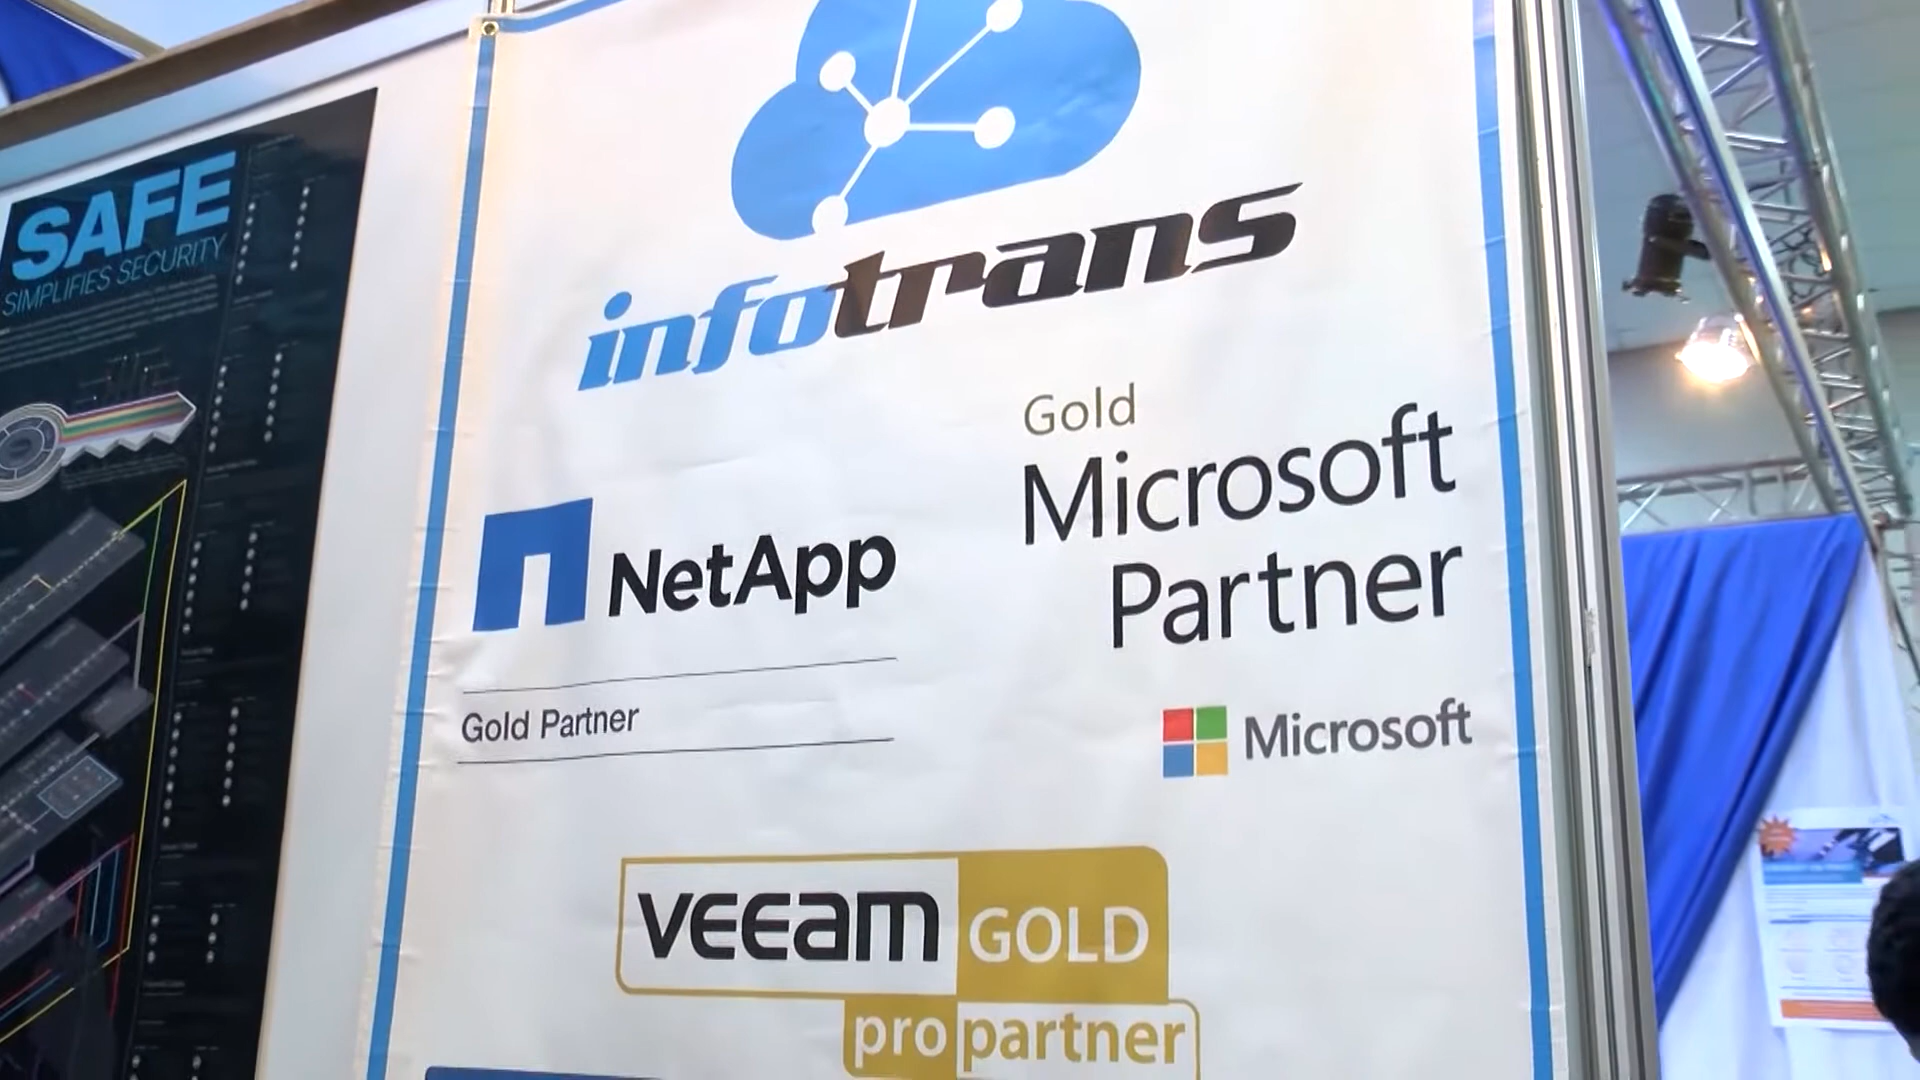 SAFE
SIMPLIFIES SECURITY
infotrans
Gold
Microsoft
Partner
NetApp
Gold Partner
Microsoft
veeam GOLD
pro partner